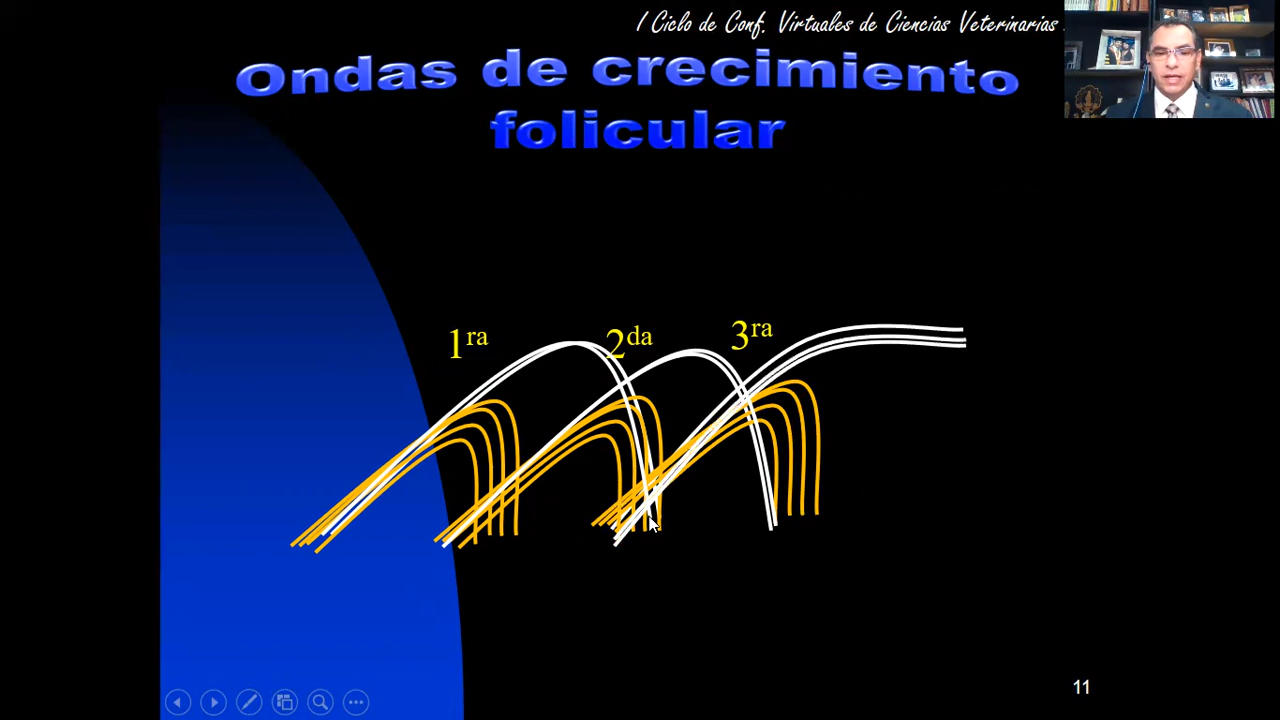 I Ciclo de Conf. Virtuales de Ciencias Veterinarias
Ondas de crecimiento
folicular
1ra
2da
3ra
11